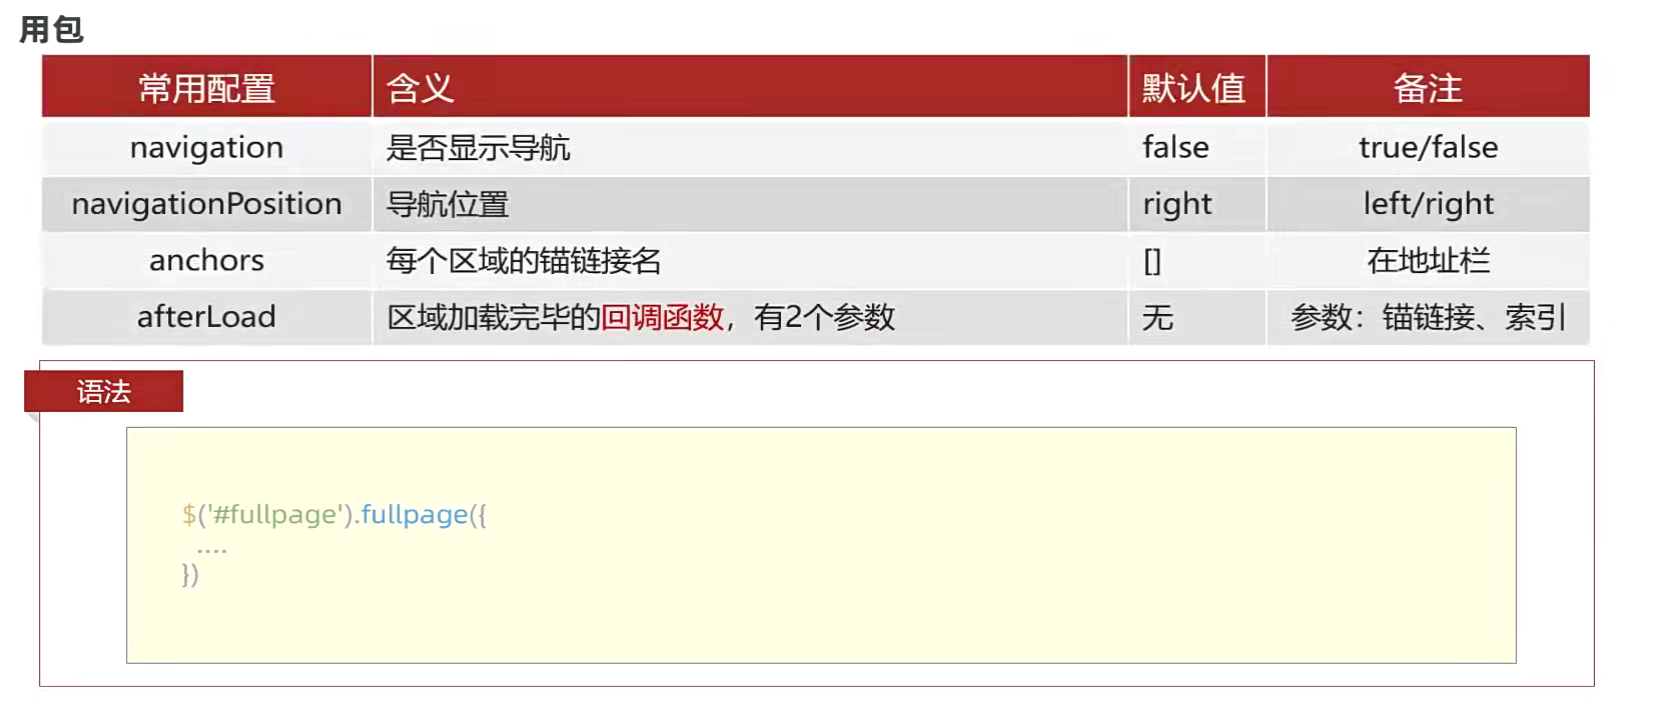 用包
常用配置 含义 默认值 备注
navigation 是否显示导航 false true/false
navigationPosition 导航位置 right left/right
anchors 每个区域的锚链接名 [] 在地址栏
afterLoad 区域加载完毕的回调函数，有2个参数 无 参数：锚链接、索引
语法
$('#fullpage').fullpage({
....
})